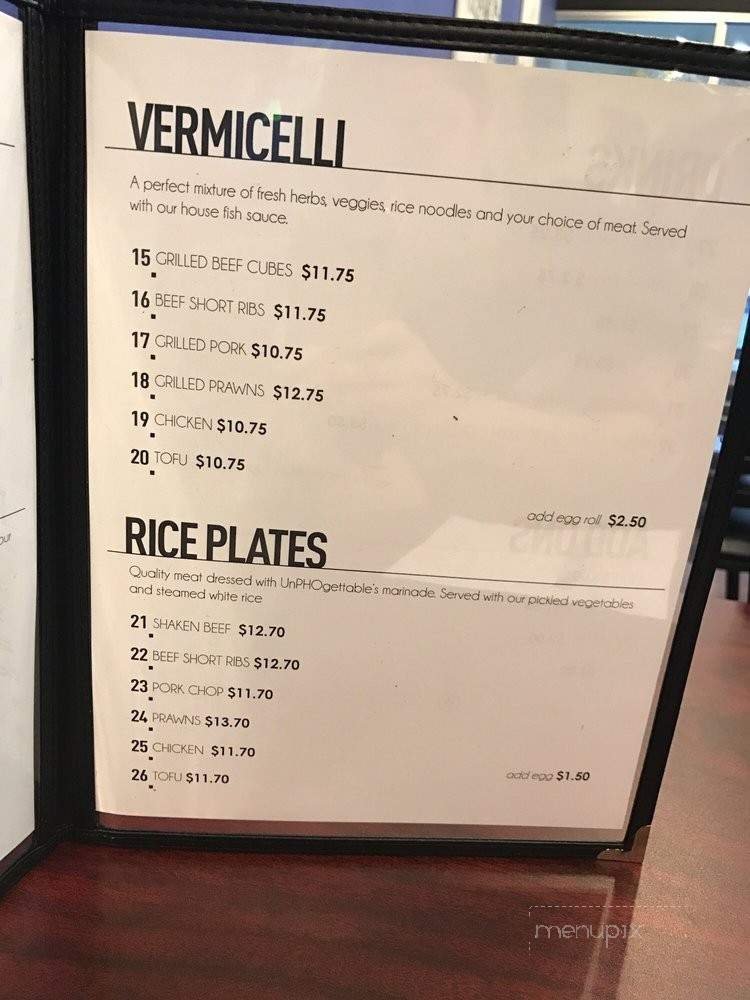 VERMICELLI
A perfect mixture of fresh herbs, veggies, rice noodles and your choice of meat. Served
with our house fish sauce.
15. GRILLED BEEF CUBES $11.75
16. BEEF SHORT RIBS $11.75
17. GRILLED PORK $10.75
18. GRILLED PRAWNS $12.75
19. CHICKEN $10.75
20. TOFU $10.75
add egg roll $2.50
RICE PLATES
Quality meat dressed with UnPHOgettable's marinade. Served with our pickled vegetables
and steamed white rice
21. SHAKEN BEEF $12.70
22. BEEF SHORT RIBS $12.70
23. PORK CHOP $11.70
24. PRAWNS $13.70
25. CHICKEN $11.70
26. TOFU $11.70
add egg $1.50
menupix